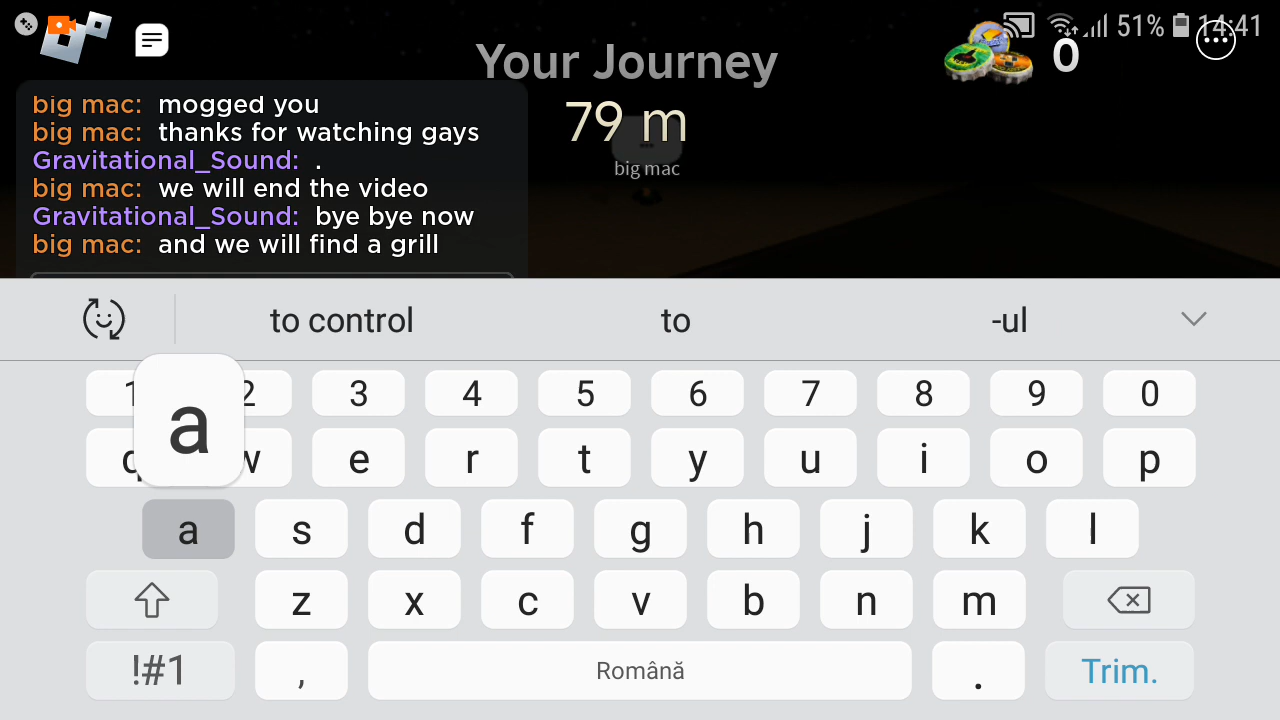 51% 14:41
Your Journey
0
79 m
big mac
big mac: mogged you
big mac: thanks for watching gays
Gravitational_Sound: .
big mac: we will end the video
Gravitational_Sound: bye bye now
big mac: and we will find a grill
to control to -ul
1 2 3 4 5 6 7 8 9 0
a
q w e r t y u i o p
a s d f g h j k l
z x c v b n m
!#1 , Română . Trim.